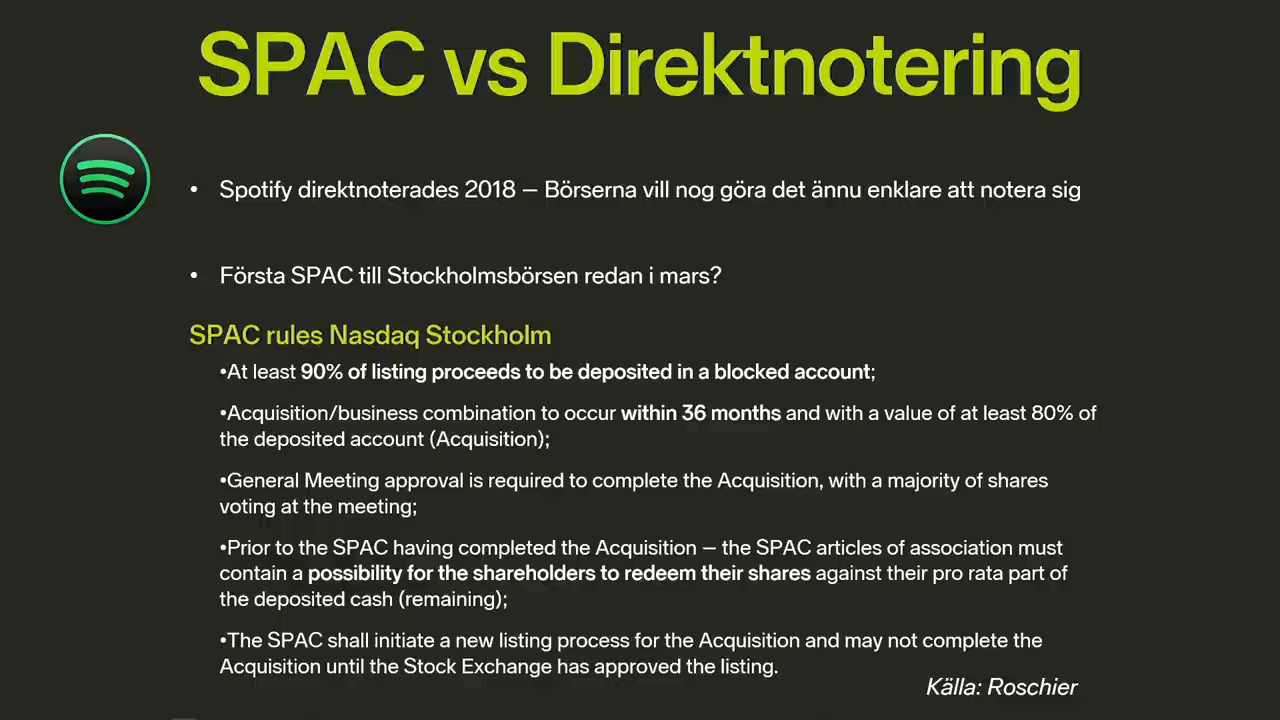 SPAC vs Direktnotering
• Spotify direktnoterades 2018 – Börserna vill nog göra det ännu enklare att notera sig
• Första SPAC till Stockholmsbörsen redan i mars?
SPAC rules Nasdaq Stockholm
•At least 90% of listing proceeds to be deposited in a blocked account;
•Acquisition/business combination to occur within 36 months and with a value of at least 80% of
the deposited account (Acquisition);
•General Meeting approval is required to complete the Acquisition, with a majority of shares
voting at the meeting;
•Prior to the SPAC having completed the Acquisition – the SPAC articles of association must
contain a possibility for the shareholders to redeem their shares against their pro rata part of
the deposited cash (remaining);
•The SPAC shall initiate a new listing process for the Acquisition and may not complete the
Acquisition until the Stock Exchange has approved the listing.
Källa: Roschier